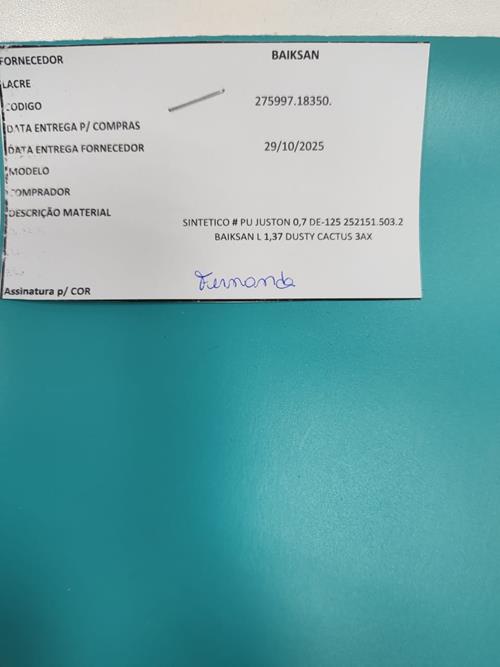 FORNECEDOR BAIKSAN
LACRE
CODIGO 275997.18350.
DATA ENTREGA P/ COMPRAS
DATA ENTREGA FORNECEDOR 29/10/2025
MODELO
COMPRADOR
DESCRIÇÃO MATERIAL
SINTETICO # PU JUSTON 0,7 DE-125 252151.503.2
BAIKSAN L 1,37 DUSTY CACTUS 3AX
Assinatura p/ COR Fernanda